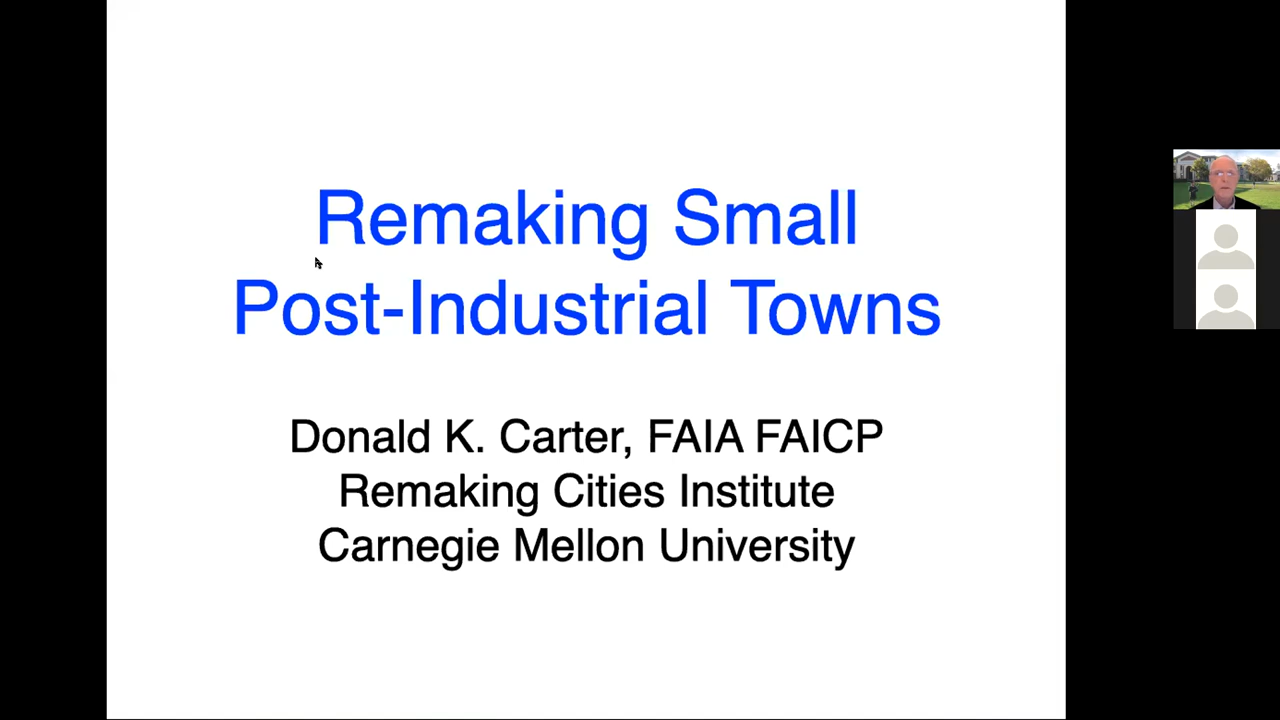 Remaking Small
Post-Industrial Towns
Donald K. Carter, FAIA FAICP
Remaking Cities Institute
Carnegie Mellon University